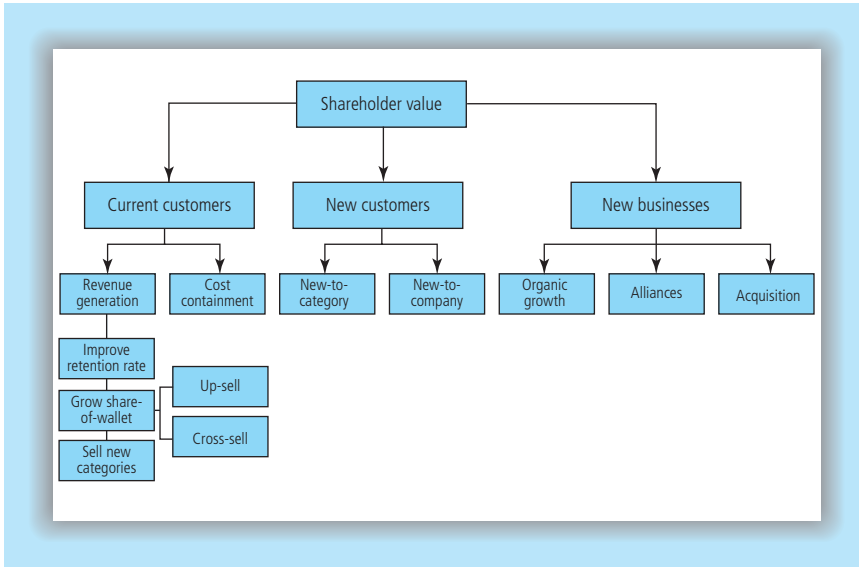 Shareholder value
Current customers
New customers
New businesses
Revenue
generation
Cost
containment
New-to-
category
New-to-
company
Organic
growth
Alliances
Acquisition
Improve
retention rate
Grow share-
of-wallet
Up-sell
Cross-sell
Sell new
categories